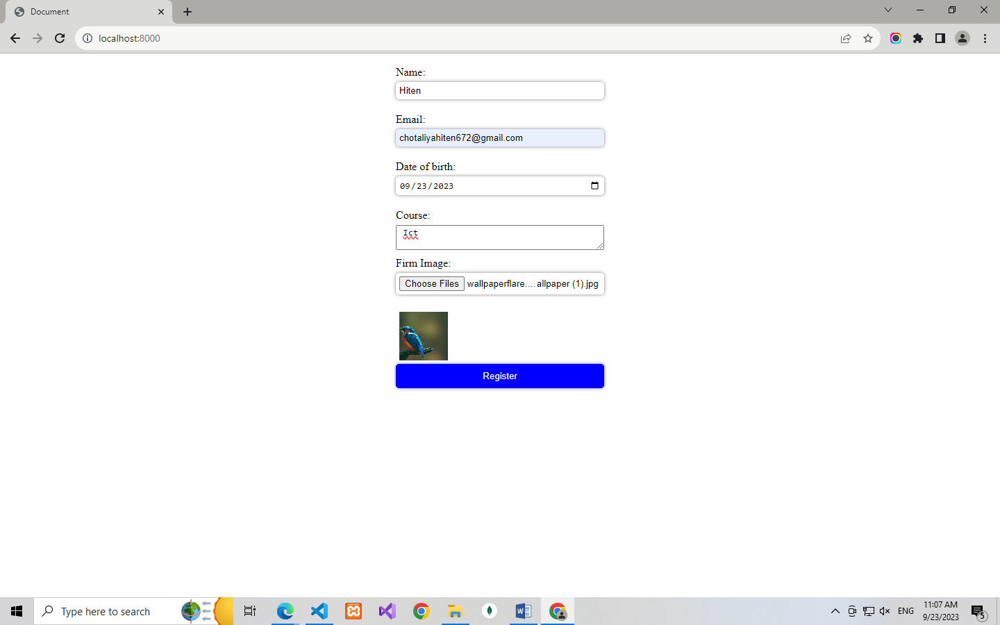 Document
localhost:8000
Name:
Hiten
Email:
chotaliyahiten672@gmail.com
Date of birth:
09/23/2023
Course:
Ict
Firm Image:
Choose Files wallpaperflare....allpaper (1).jpg
Register
Type here to search
ENG
11:07 AM
9/23/2023
5